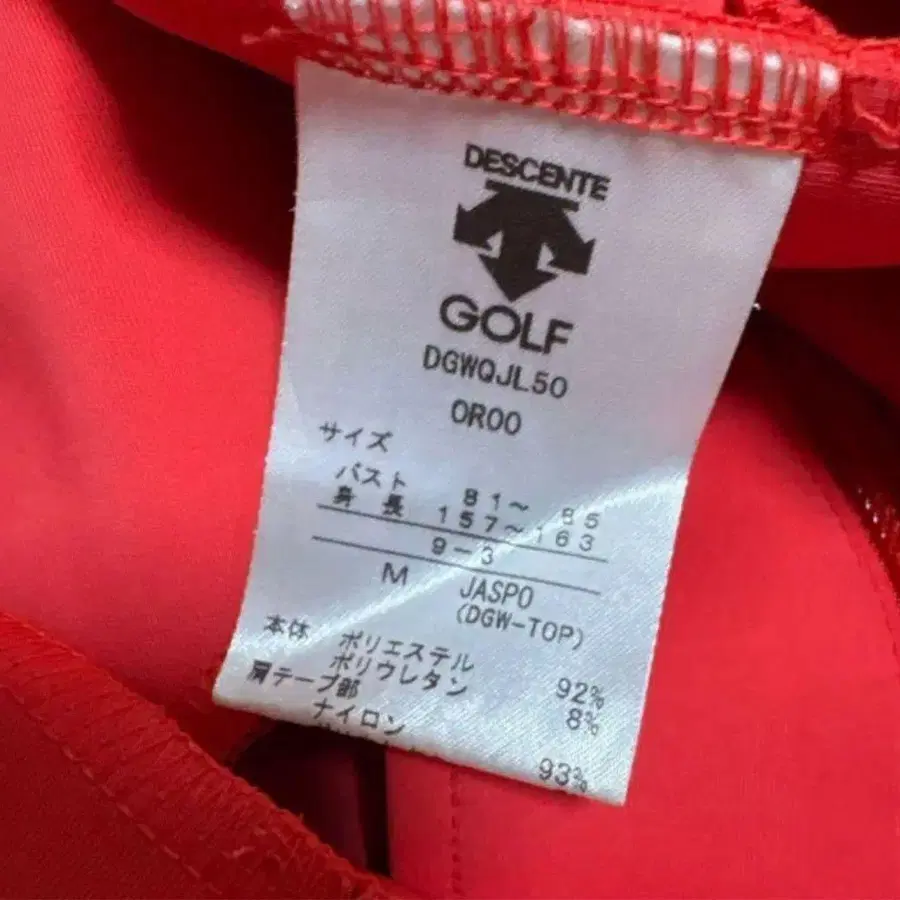 DESCENTE
GOLF
DGWQJL50
OR00
サイズ
バスト 81～ 85
身長 157～163
9-3
M JASPO
(DGW-TOP)
本体 ポリエステル 92%
ポリウレタン 8%
肩テープ部
ナイロン 93%